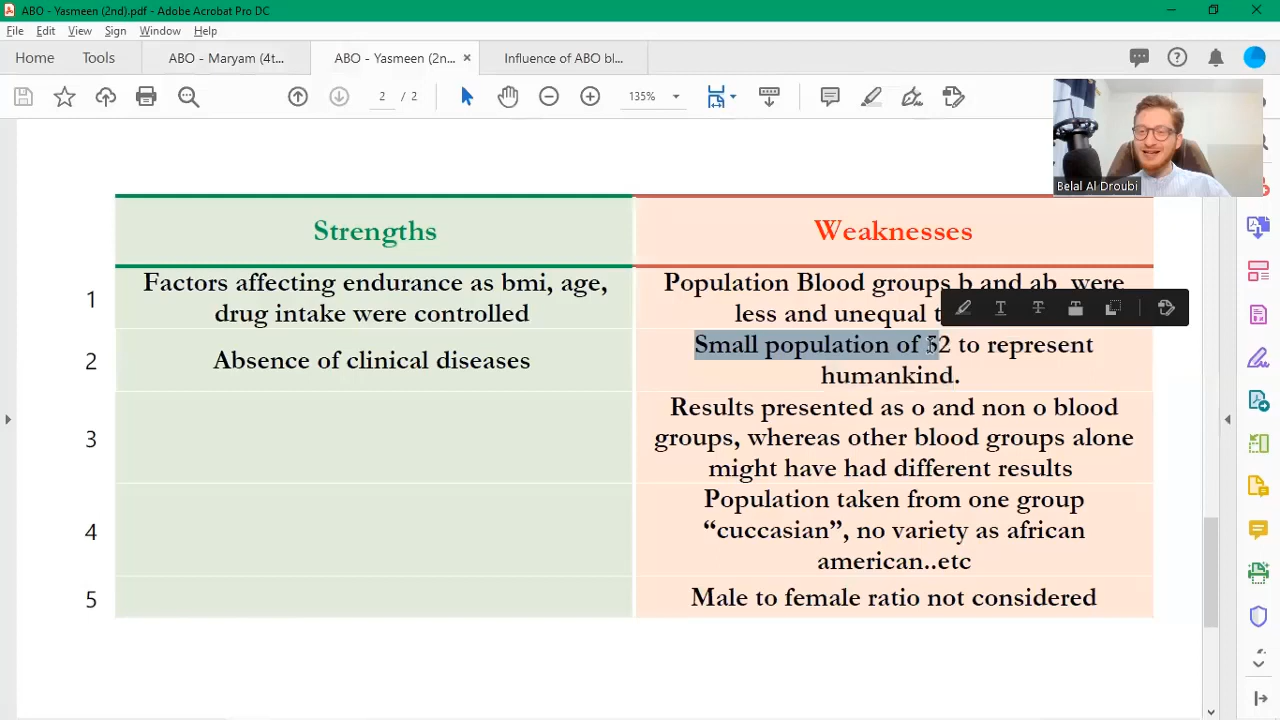 ABO - Yasmeen (2nd).pdf - Adobe Acrobat Pro DC
File Edit View Sign Window Help
Home Tools ABO - Maryam (4t... ABO - Yasmeen (2n... Influence of ABO bl...
2 / 2 135%
Belal Al Droubi
Strengths Weaknesses
1
Factors affecting endurance as bmi, age,
drug intake were controlled
Population Blood groups b and ab were
less and unequal
2
Absence of clinical diseases
Small population of 52 to represent
humankind.
3
Results presented as o and non o blood
groups, whereas other blood groups alone
might have had different results
4
Population taken from one group
“cuccasian”, no variety as african
american..etc
5
Male to female ratio not considered